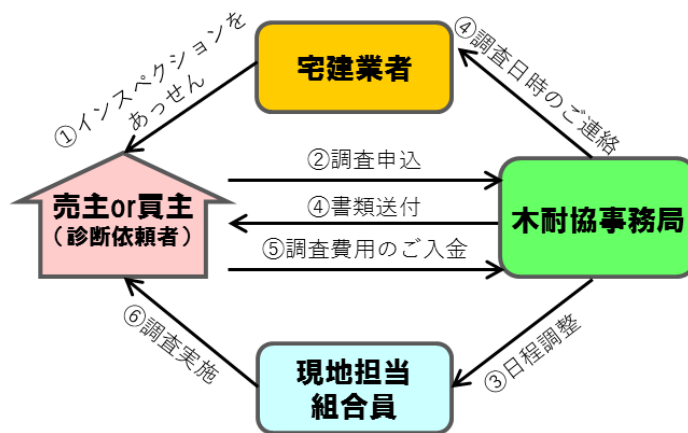 宅建業者
①インスペクションを
あっせん
④調査日時のご連絡
②調査申込
売主or買主
（診断依頼者）
④書類送付
木耐協事務局
⑤調査費用のご入金
⑥調査実施
現地担当
組合員
③日程調整